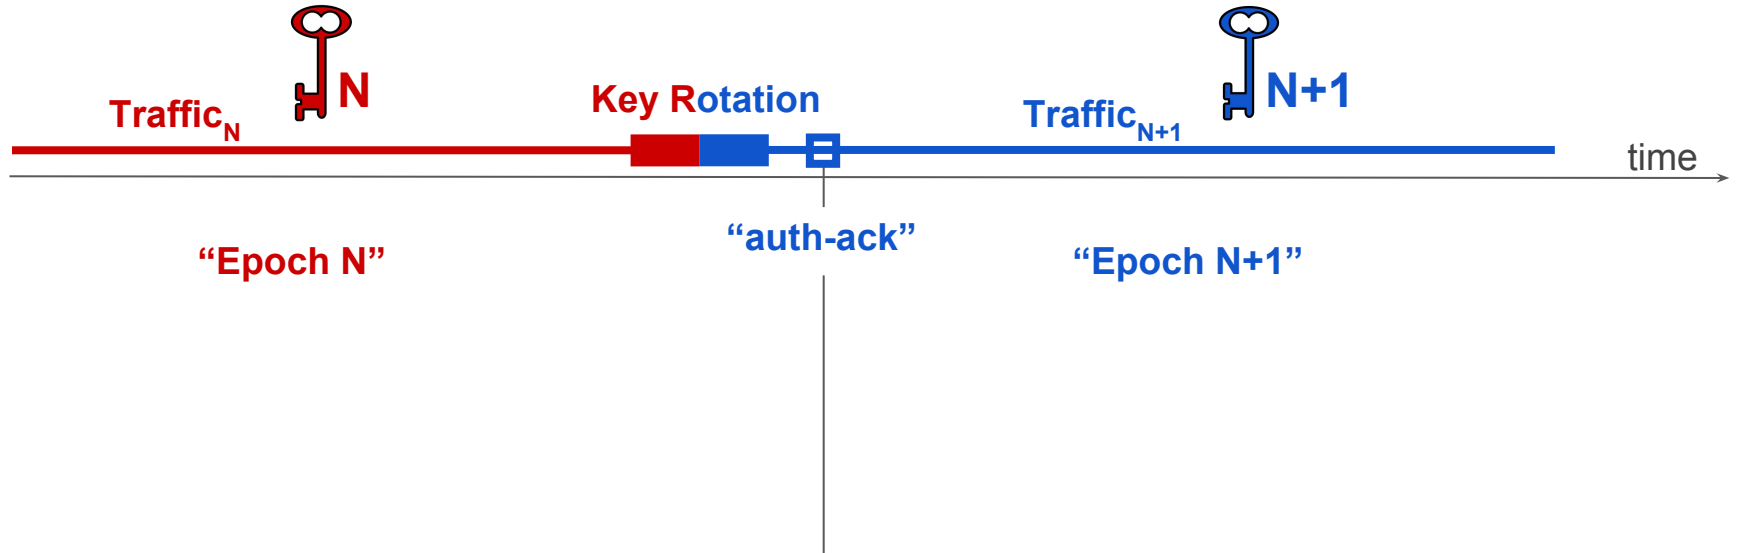 N
N+1
Traffic_N
Key Rotation
Traffic_N+1
time
“auth-ack”
“Epoch N”
“Epoch N+1”